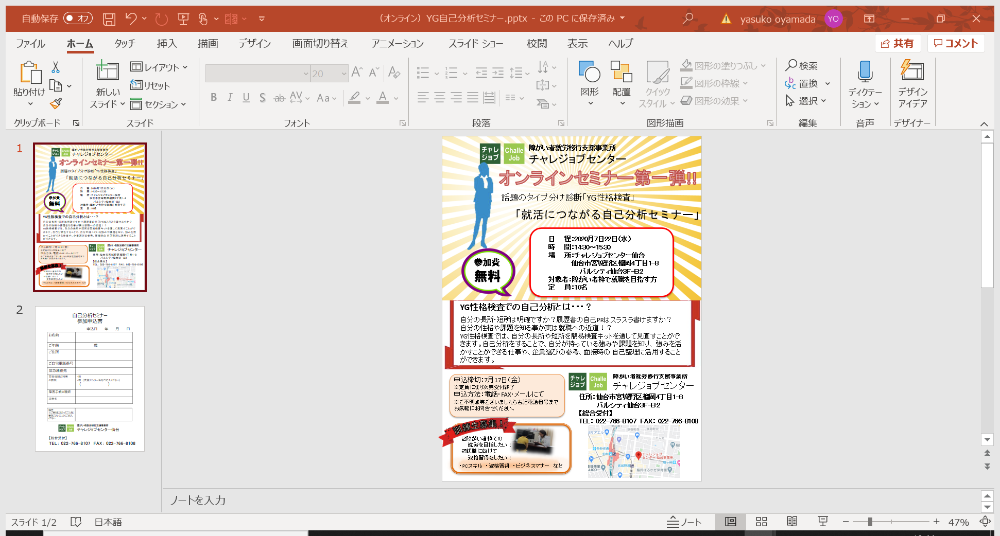 自動保存 オフ
(オンライン) YG自己分析セミナー.pptx - この PC に保存済み
yasuko oyamada
YO
ファイル ホーム タッチ 挿入 描画 デザイン 画面切り替え アニメーション スライド ショー 校閲 表示 ヘルプ
共有 コメント
貼り付け
クリップボード
新しい
スライド
レイアウト
リセット
セクション
スライド
20
フォント
段落
図形
配置
クイック
スタイル
図形の塗りつぶし
図形の枠線
図形の効果
図形描画
検索
置換
選択
編集
ディクテー
ション
音声
デザイン
アイデア
デザイナー
1
チャレ
ジョブ
Challe
Job
障がい者就労移行支援事業所
チャレジョブセンター
オンラインセミナー第一弾!!
話題のタイプ分け診断「YG性格検査」
「就活につながる自己分析セミナー」
日 程:2020月7日22日(水)
時 間:14:30~15:30
場 所:チャレジョブセンター仙台
仙台市宮城野区榴岡4丁目1-8
パルシティ仙台3F-B2
対象者:障がい者枠で就職を目指す方
定 員:10名
参加費
無料
YG性格検査での自己分析とは・・・?
自分の長所・短所は明確ですか?履歴書の自己PRはスラスラ書けますか?
自分の性格や課題を知る事が実は就職への近道!?
YG性格検査では、自分の長所や短所を簡易検査キットを通して見直すことがで
きます。自己分析をすることで、自分が持っている強みや課題を知り、強みを活
かすことができる仕事や、企業選びの参考、面接時の自己整理に活用すること
ができます。
申込締切:7月17日(金)
※定員になり次第受付終了
申込方法:電話・FAX・メールにて
※ご不明点等ございましたら右記電話番号まで
お気軽にお問合せください。
チャレ
ジョブ
Challe
Job
障がい者就労移行支援事業所
チャレジョブセンター
住所:仙台市宮城野区榴岡4丁目1-8
パルシティ仙台3F-B2
【総合受付】
TEL: 022-766-8107 FAX: 022-766-8108
訓練生募集!
☑障がい者枠での
就労を目指したい!
☑就職に向けて
資格習得をしたい!
・PCスキル ・資格習得 ・ビジネスマナー など
チャレジョブ
センター 仙台事業所
2
自己分析セミナー
参加申込書
申込日 年 月 日
お名前
ご年齢 歳
ご住所
ご自宅電話番号
緊急連絡先
障害手帳の種類
診断名
チャレ
ジョブ
Challe
Job
障がい者就労移行支援事業所
チャレジョブセンター仙台
【総合受付】
TEL: 022-766-8107 FAX: 022-766-8108
ノートを入力
スライド 1/2 日本語
ノート
47%